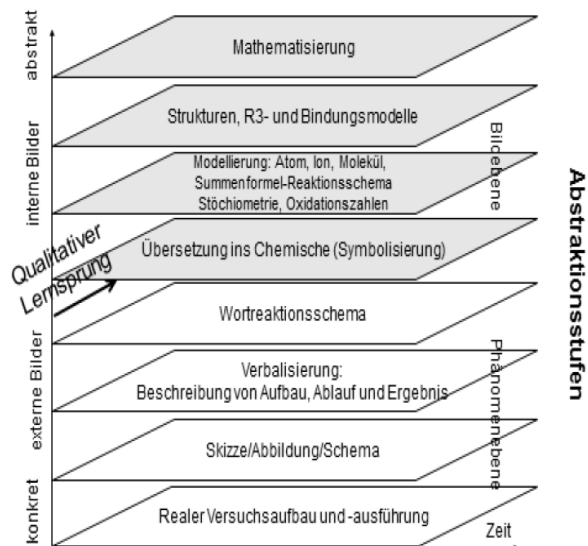 abstrakt
Mathematisierung
Strukturen, R3- und Bindungsmodelle
interne Bilder
Bildebene
Modellierung: Atom, Ion, Molekül,
Summenformel-Reaktionsschema
Stöchiometrie, Oxidationszahlen
Abstraktionsstufen
Qualitativer
Lernsprung
Übersetzung ins Chemische (Symbolisierung)
Wortreaktionsschema
externe Bilder
Phänomenebene
Verbalisierung:
Beschreibung von Aufbau, Ablauf und Ergebnis
Skizze/Abbildung/Schema
konkret
Realer Versuchsaufbau und -ausführung
Zeit